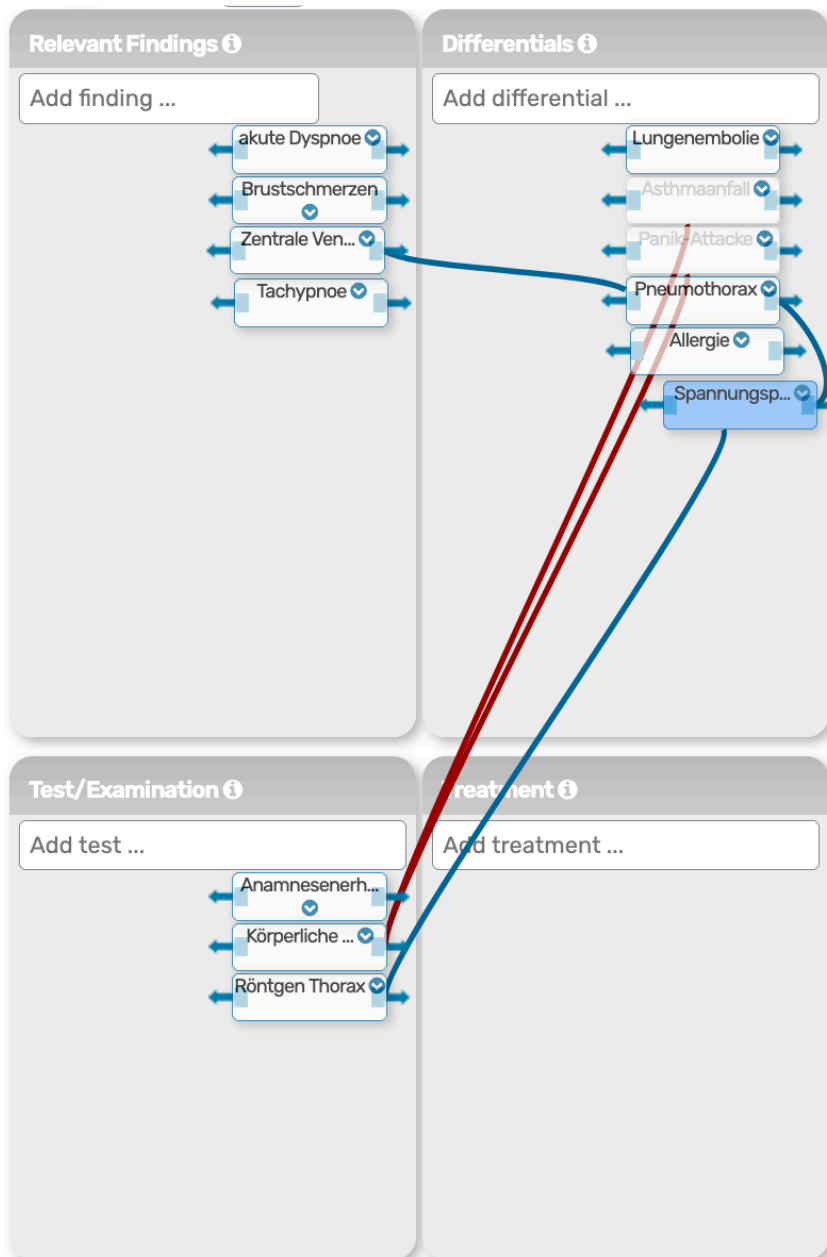 Relevant Findings
Add finding ...
akute Dyspnoe
Brustschmerzen
Zentrale Ven...
Tachypnoe
Differentials
Add differential ...
Lungenembolie
Asthmaanfall
Panik-Attacke
Pneumothorax
Allergie
Spannungsp...
Test/Examination
Add test ...
Anamnesenerh...
Körperliche ...
Röntgen Thorax
Treatment
Add treatment ...